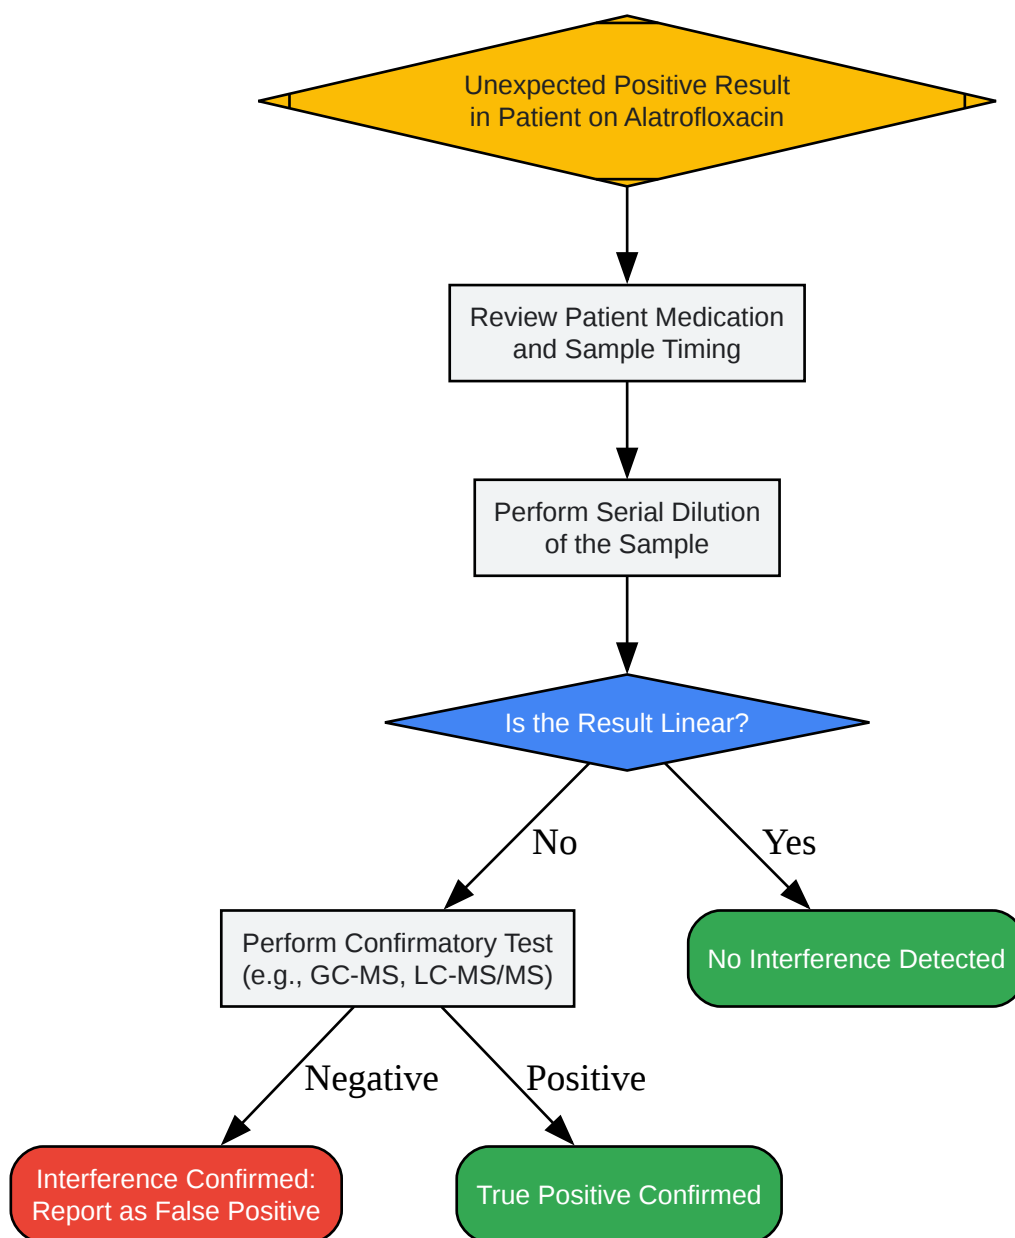 Unexpected Positive Result
in Patient on Alatrofloxacin
Review Patient Medication
and Sample Timing
Perform Serial Dilution
of the Sample
Is the Result Linear?
No
Yes
Perform Confirmatory Test
(e.g., GC-MS, LC-MS/MS)
No Interference Detected
Negative
Positive
Interference Confirmed:
Report as False Positive
True Positive Confirmed